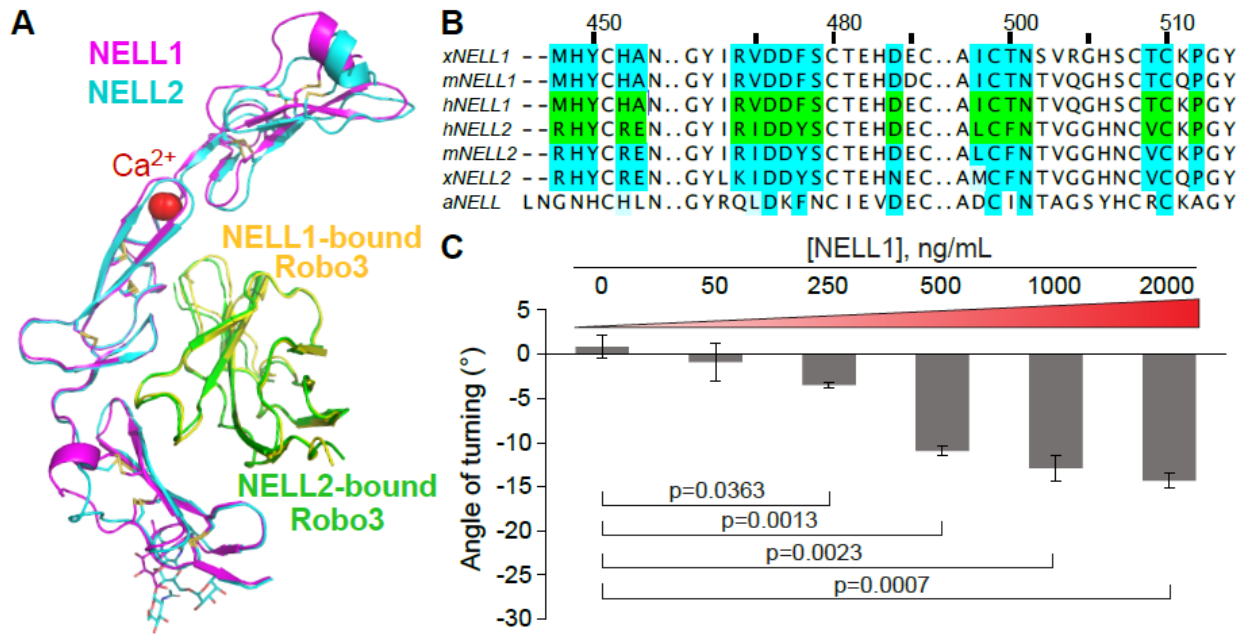 A
NELL1
NELL2
Ca2+
NELL1-bound
Robo3
NELL2-bound
Robo3
B
450 480 500 510
xNELL1 --MHYCHAN..GYIRVDDFSCTEHDEC..AICTNSVRGHSCTCKPGY
mNELL1 --MHYCHAN..GYIRVDDFSCTEHDDC..AICTNTVQGHSCTCQPGY
hNELL1 --MHYCHAN..GYIRVDDFSCTEHDEC..AICTNTVQGHSCTCKPGY
hNELL2 --RHYCREN..GYIRIDDYSCTEHDEC..ALCFNTVGGHNCVCKPGY
mNELL2 --RHYCREN..GYIRIDDYSCTEHDEC..ALCFNTVGGHNCVCKPGY
xNELL2 --RHYCREN..GYLKIDDYSCTEHNEC..AMCFNTVGGHNCVCQPGY
aNELL LNGNHCHLN..GYRQLDKFNCIEVDEC..ADCINTAGSYHCRCKAGY
C
[NELL1], ng/mL
0 50 250 500 1000 2000
Angle of turning (°)
5
0
-5
-10
-15
-20
-25
-30
p=0.0363
p=0.0013
p=0.0023
p=0.0007